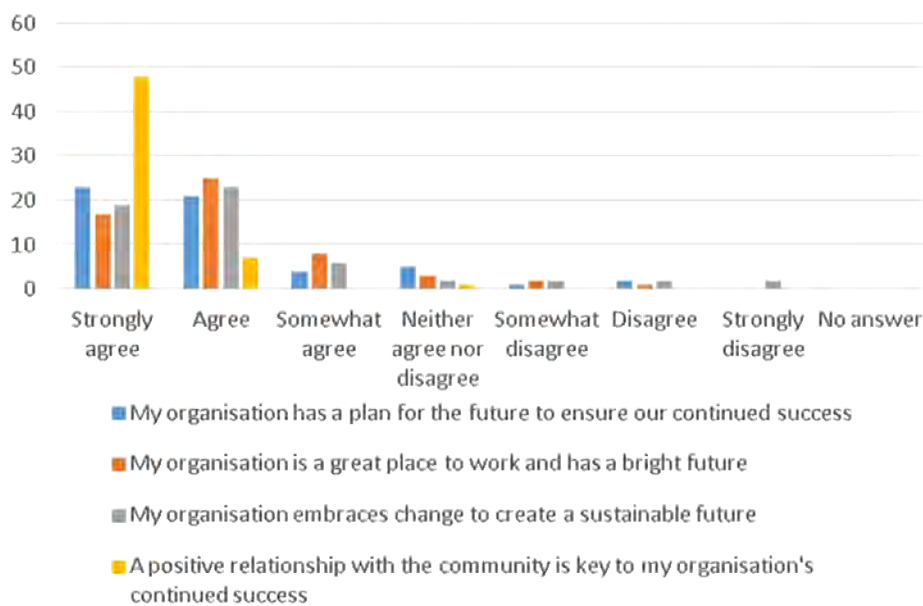 60
50
40
30
20
10
0
Strongly agree
Agree
Somewhat agree
Neither agree nor disagree
Somewhat disagree
Disagree
Strongly disagree
No answer
My organisation has a plan for the future to ensure our continued success
My organisation is a great place to work and has a bright future
My organisation embraces change to create a sustainable future
A positive relationship with the community is key to my organisation's
continued success